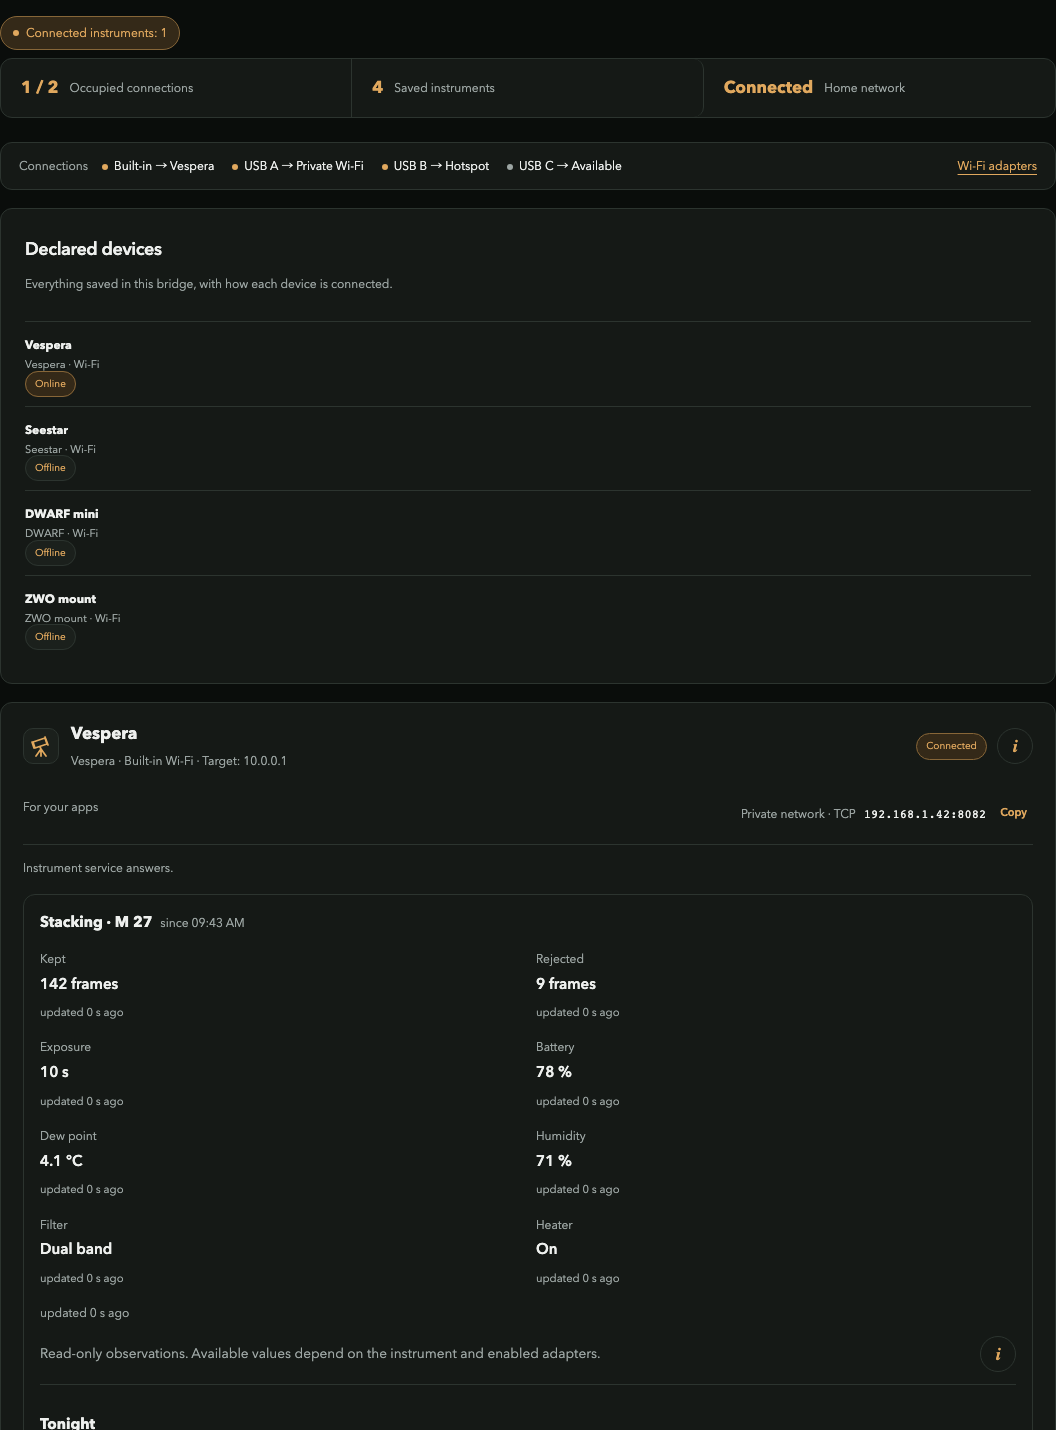 Connected instruments: 1
1 / 2 Occupied connections
4 Saved instruments
Connected Home network
Connections Built-in → Vespera USB A → Private Wi-Fi USB B → Hotspot USB C → Available Wi-Fi adapters
Declared devices
Everything saved in this bridge, with how each device is connected.
Vespera
Vespera · Wi-Fi
Online
Seestar
Seestar · Wi-Fi
Offline
DWARF mini
DWARF · Wi-Fi
Offline
ZWO mount
ZWO mount · Wi-Fi
Offline
Vespera
Vespera · Built-in Wi-Fi · Target: 10.0.0.1
Connected
i
For your apps
Private network · TCP 192.168.1.42:8082 Copy
Instrument service answers.
Stacking · M 27 since 09:43 AM
Kept
142 frames
updated 0 s ago
Rejected
9 frames
updated 0 s ago
Exposure
10 s
updated 0 s ago
Battery
78 %
updated 0 s ago
Dew point
4.1 °C
updated 0 s ago
Humidity
71 %
updated 0 s ago
Filter
Dual band
updated 0 s ago
Heater
On
updated 0 s ago
updated 0 s ago
Read-only observations. Available values depend on the instrument and enabled adapters.
i
Tonight